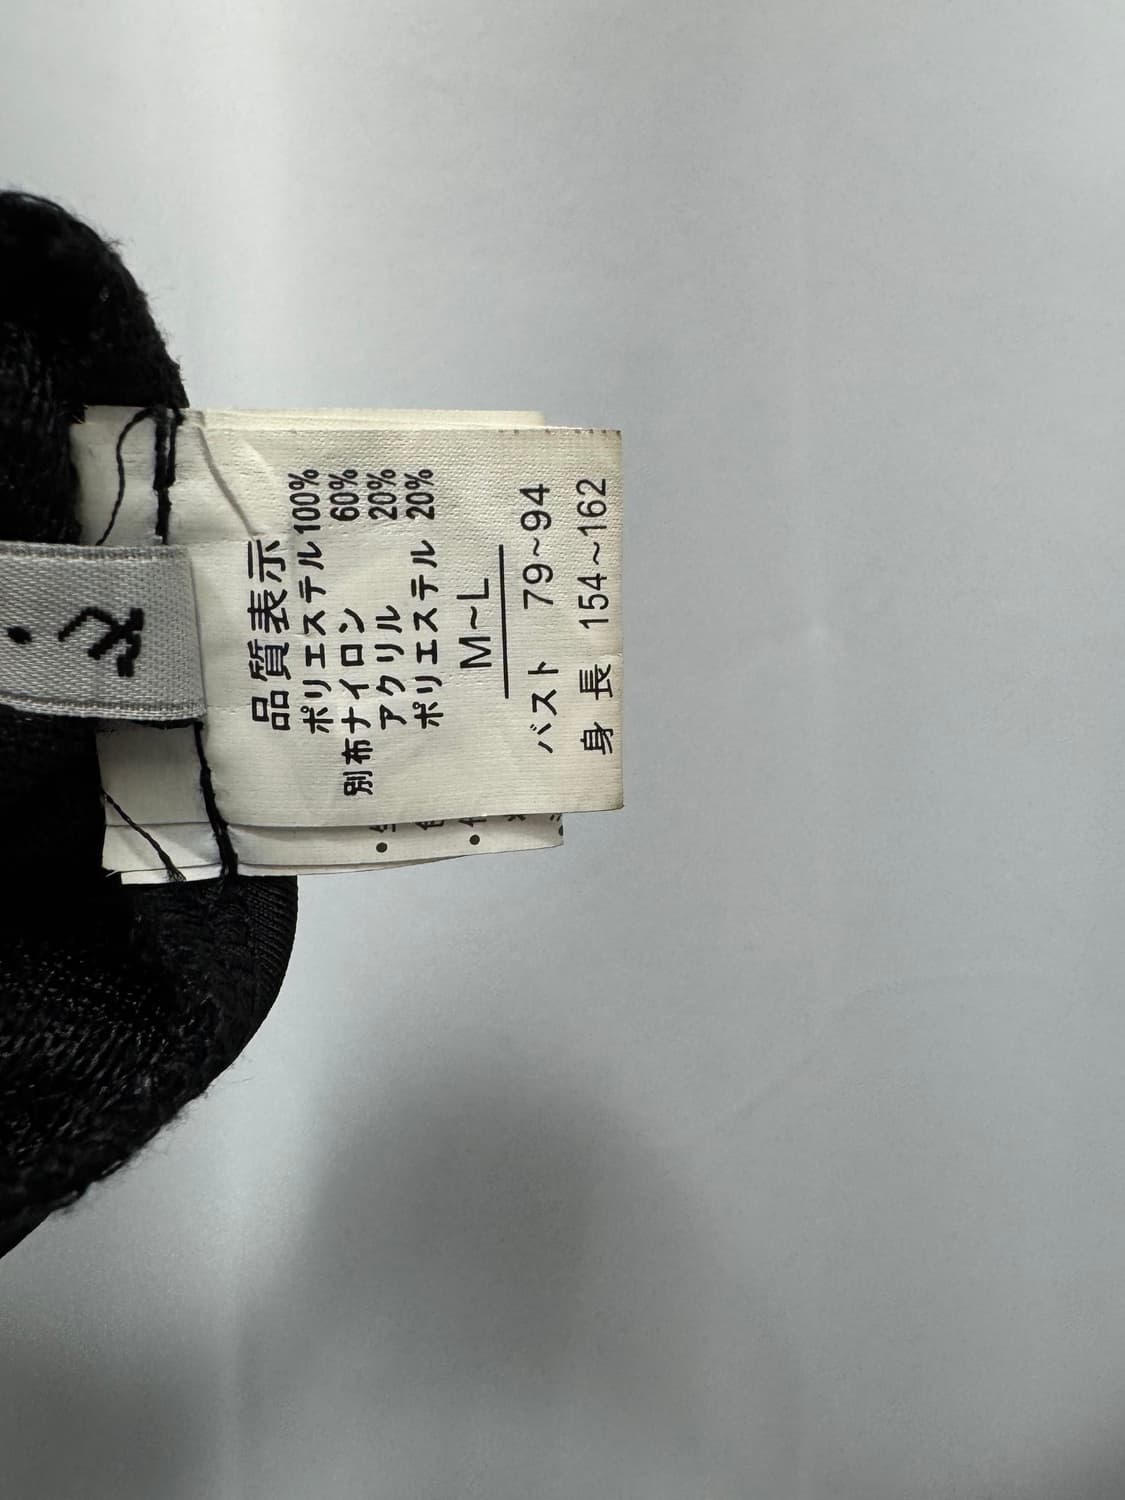 品質表示
ポリエステル100%
別布ナイロン 60%
アクリル 20%
ポリエステル 20%
M~L
バスト 79~94
身長 154~162